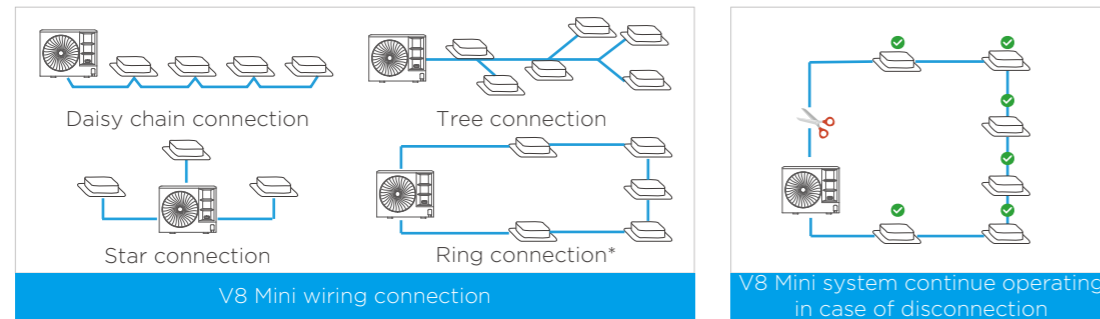 Daisy chain connection
Tree connection
Star connection
Ring connection*
V8 Mini wiring connection
V8 Mini system continue operating
in case of disconnection